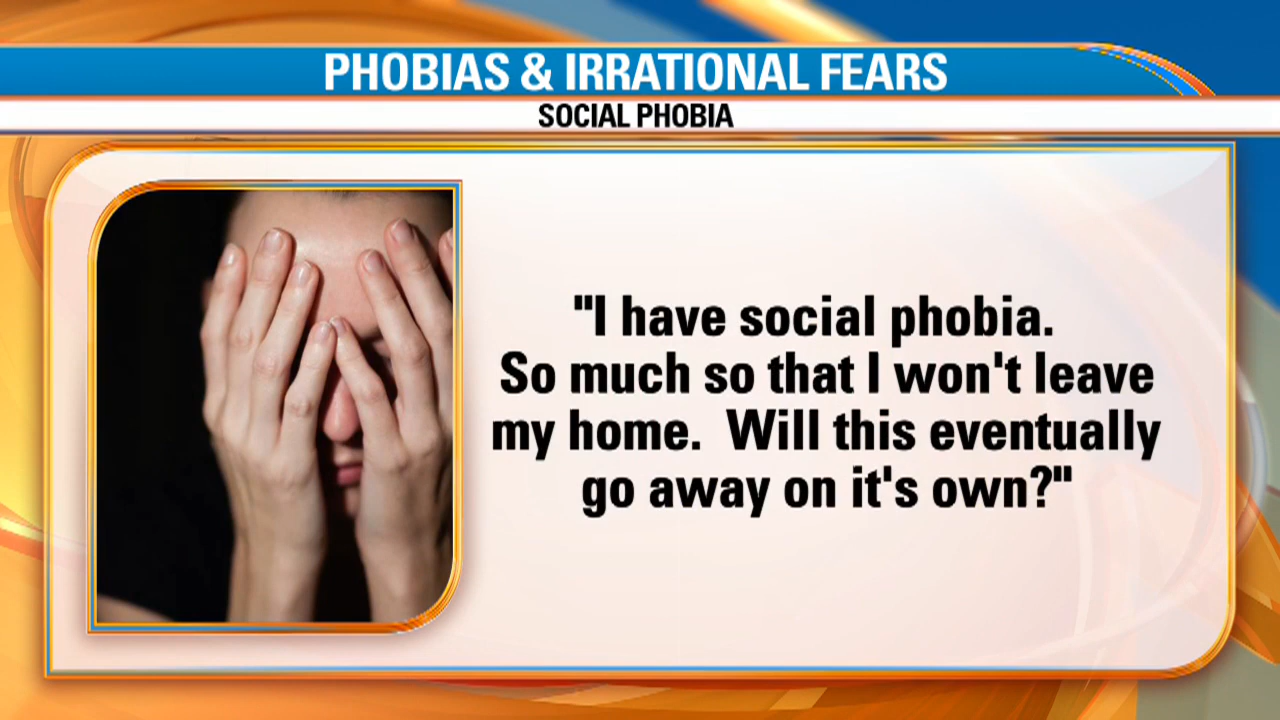 PHOBIAS & IRRATIONAL FEARS
SOCIAL PHOBIA
"I have social phobia.
So much so that I won't leave
my home. Will this eventually
go away on it's own?"